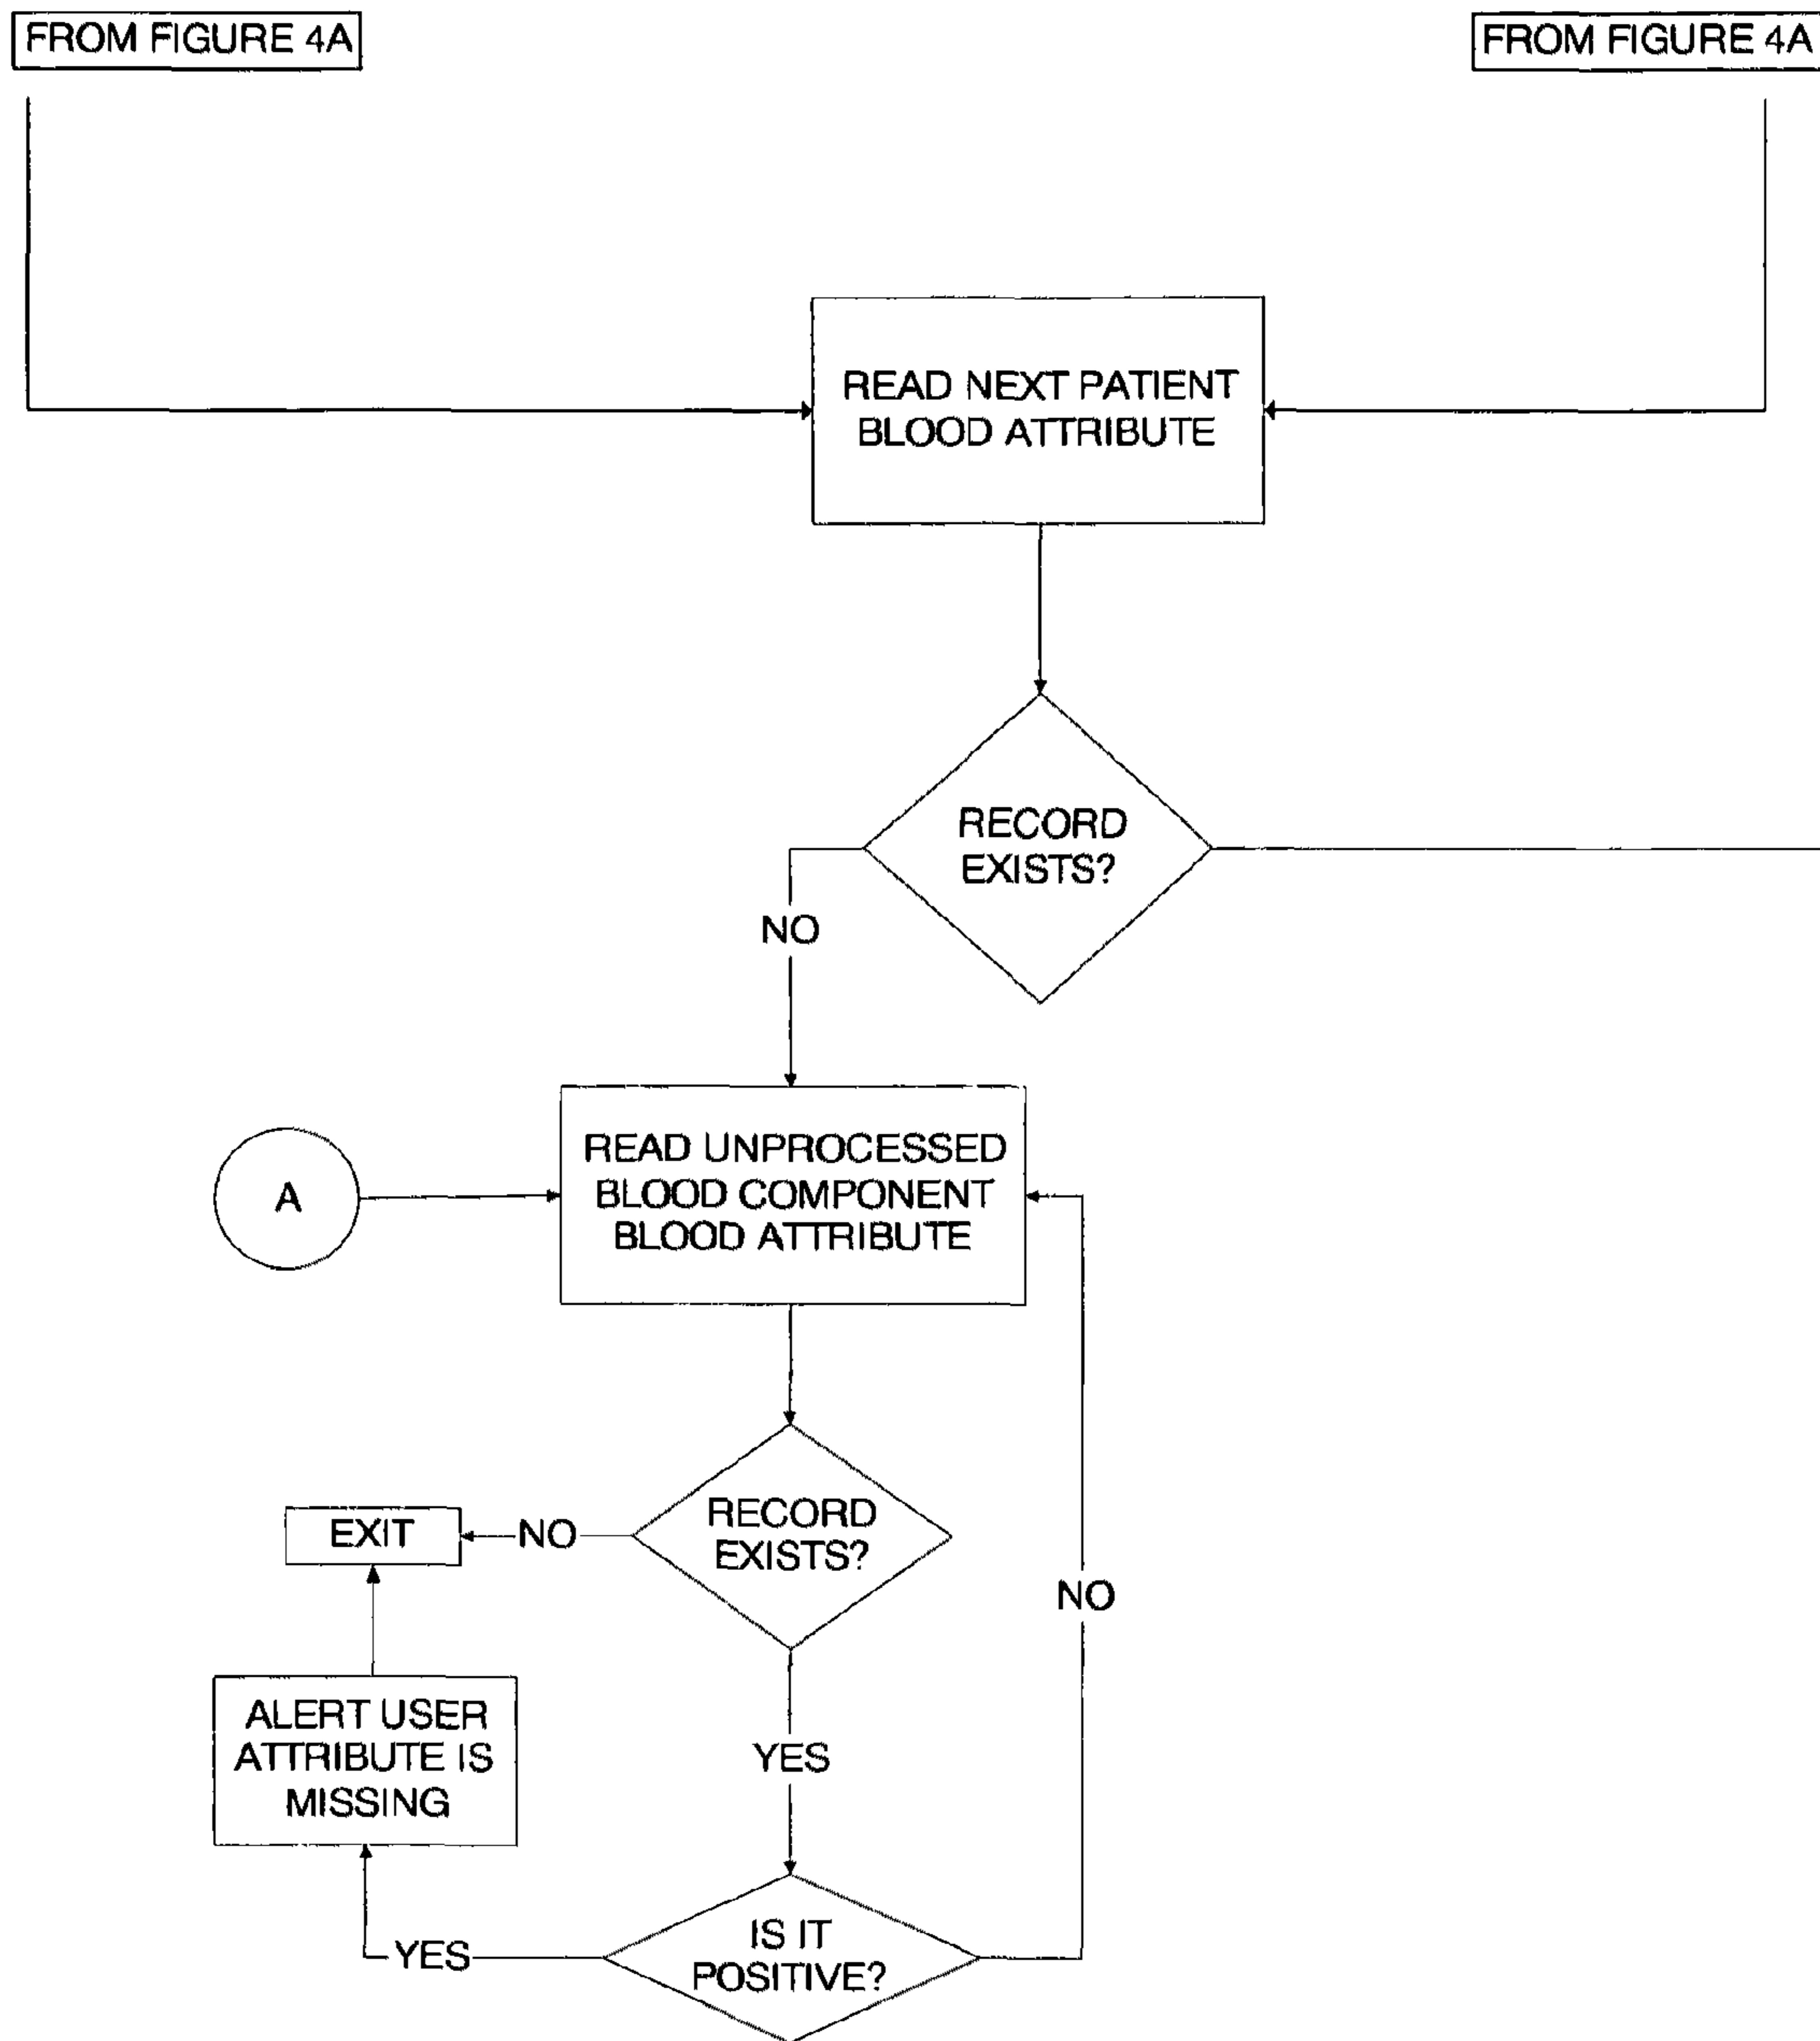 FROM FIGURE 4A
FROM FIGURE 4A
READ NEXT PATIENT
BLOOD ATTRIBUTE
RECORD
EXISTS?
NO
READ UNPROCESSED
BLOOD COMPONENT
BLOOD ATTRIBUTE
A
RECORD
EXISTS?
NO
EXIT
NO
ALERT USER
ATTRIBUTE IS
MISSING
YES
IS IT
POSITIVE?
YES